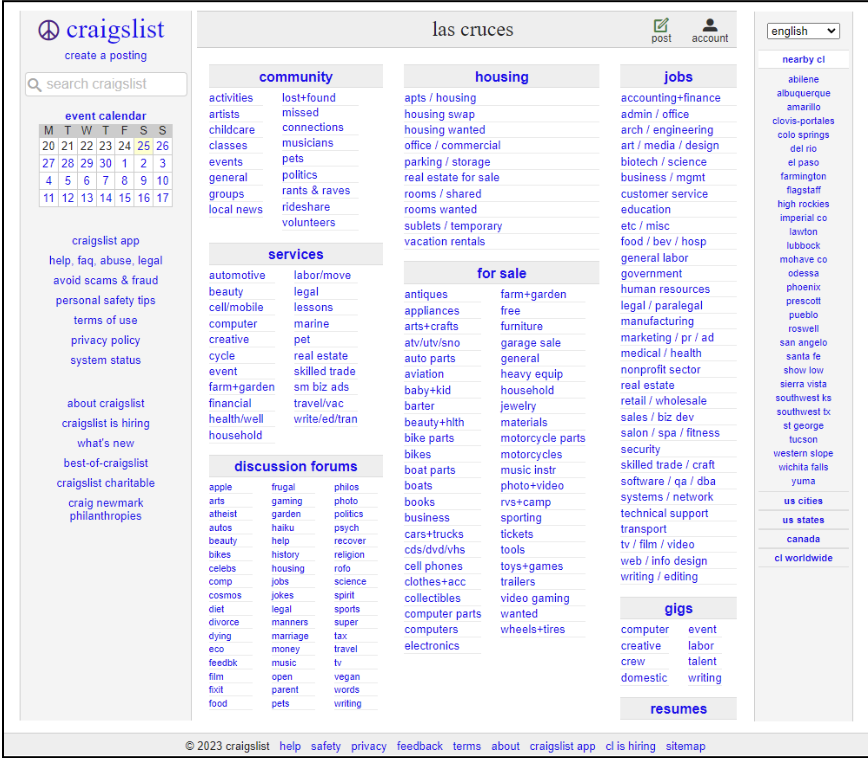 craigslist
create a posting
search craigslist
event calendar
M T W T F S S
20 21 22 23 24 25 26
27 28 29 30 1 2 3
4 5 6 7 8 9 10
11 12 13 14 15 16 17
craigslist app
help, faq, abuse, legal
avoid scams & fraud
personal safety tips
terms of use
privacy policy
system status
about craigslist
craigslist is hiring
what's new
best-of-craigslist
craigslist charitable
craig newmark
philanthropies
las cruces
post
account
community
activities
artists
childcare
classes
events
general
groups
local news
lost+found
missed
connections
musicians
pets
politics
rants & raves
rideshare
volunteers
services
automotive
beauty
cell/mobile
computer
creative
cycle
event
farm+garden
financial
health/well
household
labor/move
legal
lessons
marine
pet
real estate
skilled trade
sm biz ads
travel/vac
write/ed/tran
discussion forums
apple
arts
atheist
autos
beauty
bikes
celebs
comp
cosmos
diet
divorce
dying
eco
feedbk
film
fixit
food
frugal
gaming
garden
haiku
help
history
housing
jobs
jokes
legal
manners
marriage
money
music
open
parent
pets
philos
photo
politics
psych
recover
religion
rofo
science
spirit
sports
super
tax
travel
tv
vegan
words
writing
housing
apts / housing
housing swap
housing wanted
office / commercial
parking / storage
real estate for sale
rooms / shared
rooms wanted
sublets / temporary
vacation rentals
for sale
antiques
appliances
arts+crafts
atv/utv/sno
auto parts
aviation
baby+kid
barter
beauty+hlth
bike parts
bikes
boat parts
boats
books
business
cars+trucks
cds/dvd/vhs
cell phones
clothes+acc
collectibles
computer parts
computers
electronics
farm+garden
free
furniture
garage sale
general
heavy equip
household
jewelry
materials
motorcycle parts
motorcycles
music instr
photo+video
rvs+camp
sporting
tickets
tools
toys+games
trailers
video gaming
wanted
wheels+tires
jobs
accounting+finance
admin / office
arch / engineering
art / media / design
biotech / science
business / mgmt
customer service
education
etc / misc
food / bev / hosp
general labor
government
human resources
legal / paralegal
manufacturing
marketing / pr / ad
medical / health
nonprofit sector
real estate
retail / wholesale
sales / biz dev
salon / spa / fitness
security
skilled trade / craft
software / qa / dba
systems / network
technical support
transport
tv / film / video
web / info design
writing / editing
gigs
computer
creative
crew
domestic
event
labor
talent
writing
resumes
english
nearby cl
abilene
albuquerque
amarillo
clovis-portales
colo springs
del rio
el paso
farmington
flagstaff
high rockies
imperial co
lawton
lubbock
mohave co
odessa
phoenix
prescott
pueblo
roswell
san angelo
santa fe
show low
sierra vista
southwest ks
southwest tx
st george
tucson
western slope
wichita falls
yuma
us cities
us states
canada
cl worldwide
© 2023 craigslist help safety privacy feedback terms about craigslist app cl is hiring sitemap